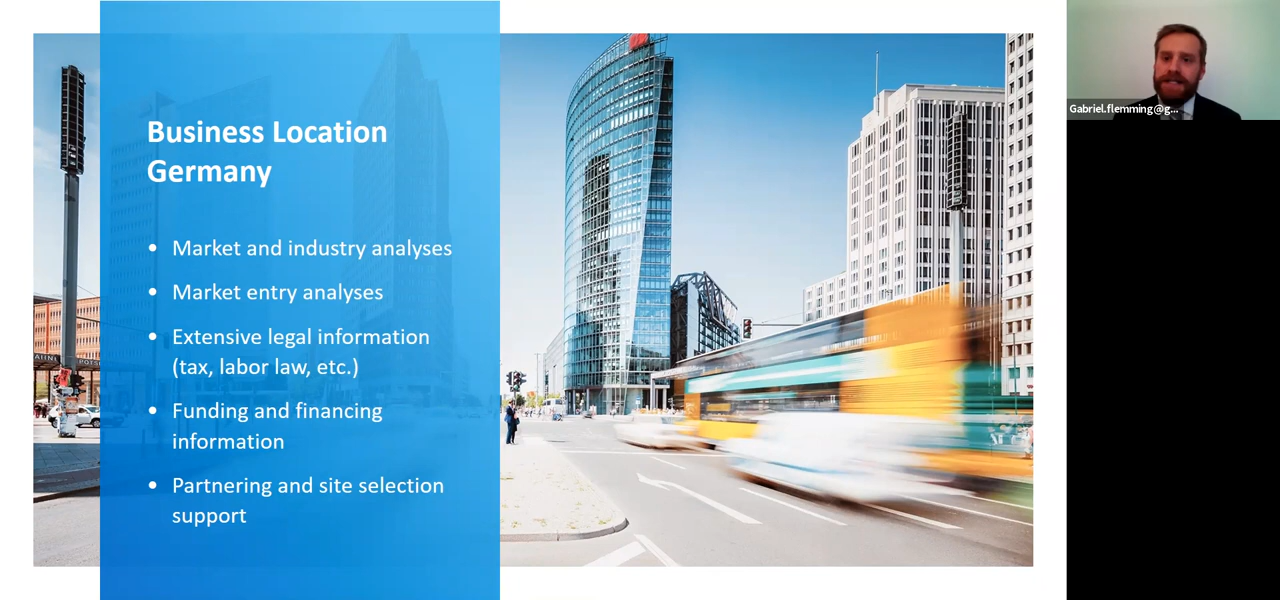 Business Location
Germany
• Market and industry analyses
• Market entry analyses
• Extensive legal information
(tax, labor law, etc.)
• Funding and financing
information
• Partnering and site selection
support
Gabriel.flemming@g...